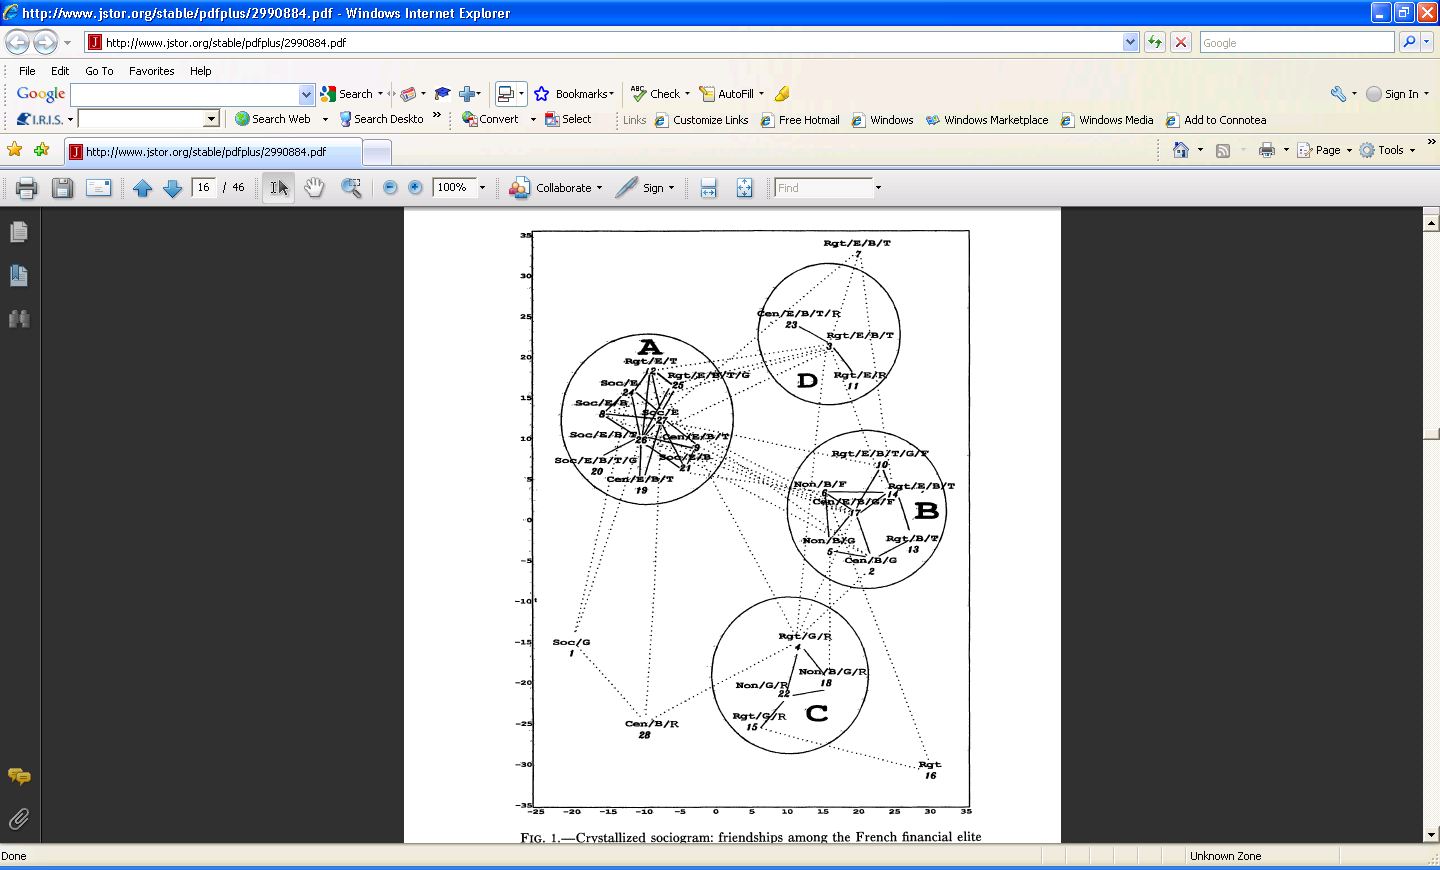 http://www.jstor.org/stable/pdfplus/2990884.pdf - Windows Internet Explorer
http://www.jstor.org/stable/pdfplus/2990884.pdf
Google
File Edit Go To Favorites Help
Google Search Bookmarks Check AutoFill Sign In
I.R.I.S. Search Web Search Deskto » Convert Select Links Customize Links Free Hotmail Windows Windows Marketplace Windows Media Add to Connotea
http://www.jstor.org/stable/pdfplus/2990884.pdf Page Tools »
16 / 46 100% Collaborate Sign Find
35
30
25
20
15
10
5
0
-5
-10
-15
-20
-25
-30
-35
-25 -20 -15 -10 -5 0 5 10 15 20 25 30 35
Rgt/E/B/T
7
Cen/E/B/T/R
23
Rgt/E/B/T
3
Rgt/E/R
11
D
A
Rgt/E/T
12
Rgt/E/B/T/G
25
Soc/E
24
Soc/E/B
8
Soc/E
27
Soc/E/B/T
26
Cen/E/B/T
9
Soc/E/B
21
Soc/E/B/T/G
20
Cen/E/B/T
19
Rgt/E/B/T/G/F
10
Non/B/F
6
Rgt/E/B/T
14
Cen/E/B/G/F
17
B
Non/B/G
5
Rgt/B/T
13
Cen/B/G
2
Soc/G
1
Rgt/G/R
4
Non/B/G/R
18
Non/G/R
22
Rgt/G/R
15
C
Cen/B/R
28
Rgt
16
FIG. 1.—Crystallized sociogram: friendships among the French financial elite
Done Unknown Zone